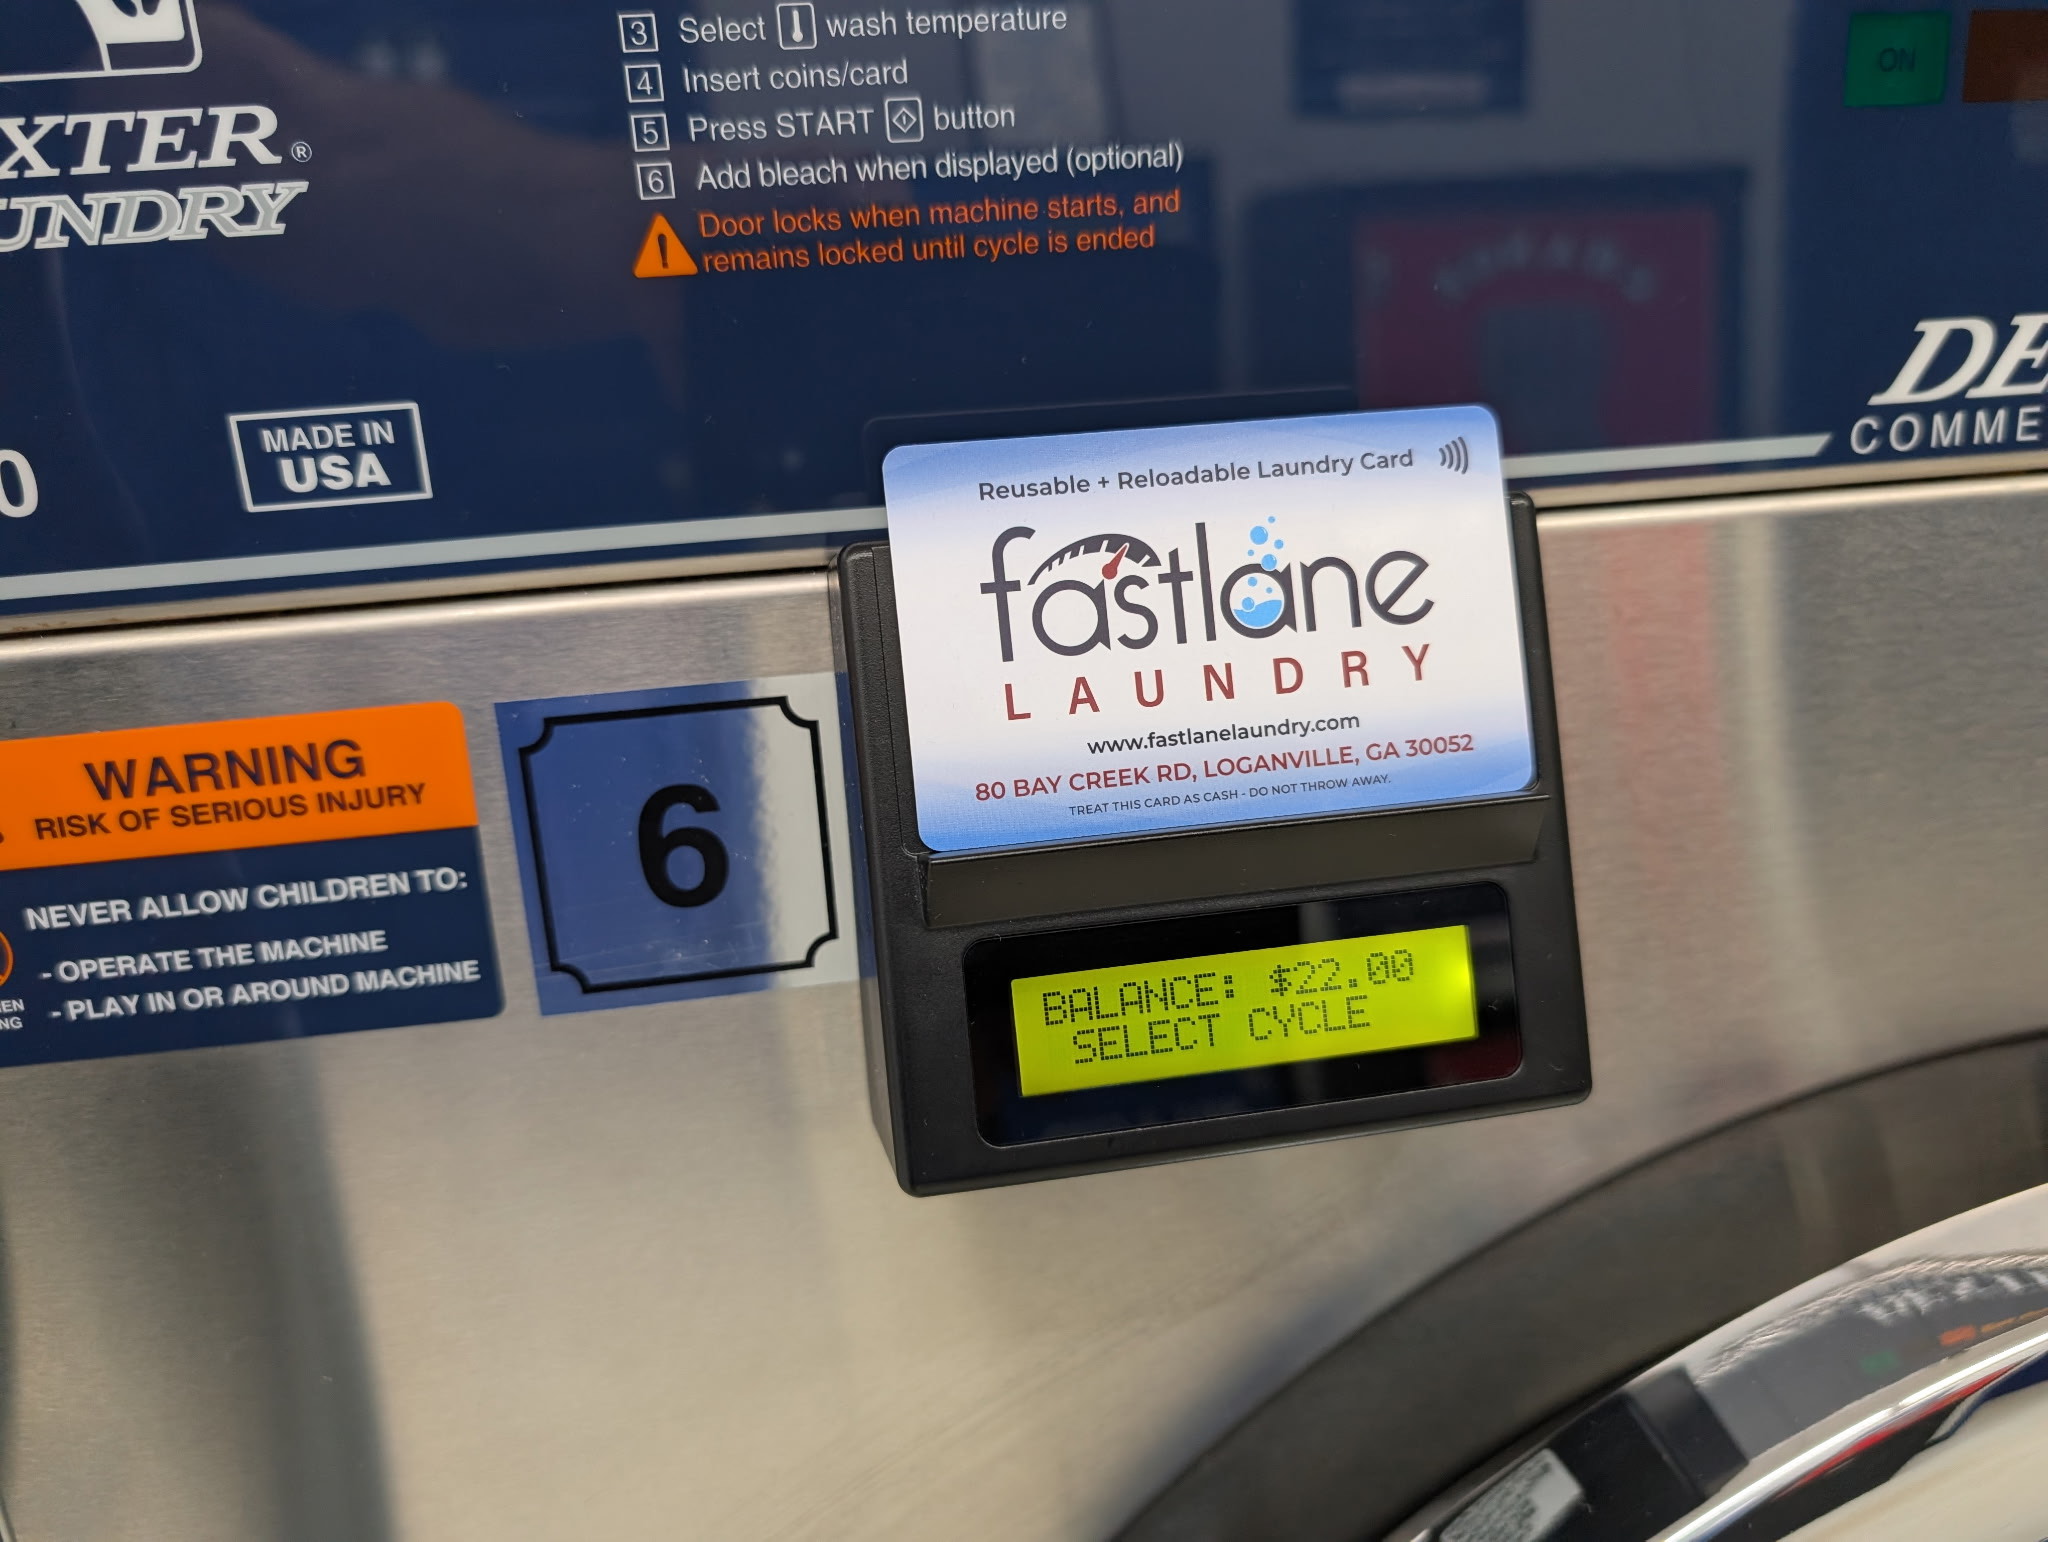 3 Select wash temperature
4 Insert coins/card
5 Press START button
6 Add bleach when displayed (optional)
Door locks when machine starts, and
remains locked until cycle is ended
ON
XTER®
UNDRY
MADE IN
USA
0
DE
COMME
Reusable + Reloadable Laundry Card
fastlane
LAUNDRY
www.fastlanelaundry.com
80 BAY CREEK RD, LOGANVILLE, GA 30052
TREAT THIS CARD AS CASH - DO NOT THROW AWAY.
WARNING
RISK OF SERIOUS INJURY
NEVER ALLOW CHILDREN TO:
- OPERATE THE MACHINE
- PLAY IN OR AROUND MACHINE
EN
NG
6
BALANCE: $22.00
SELECT CYCLE